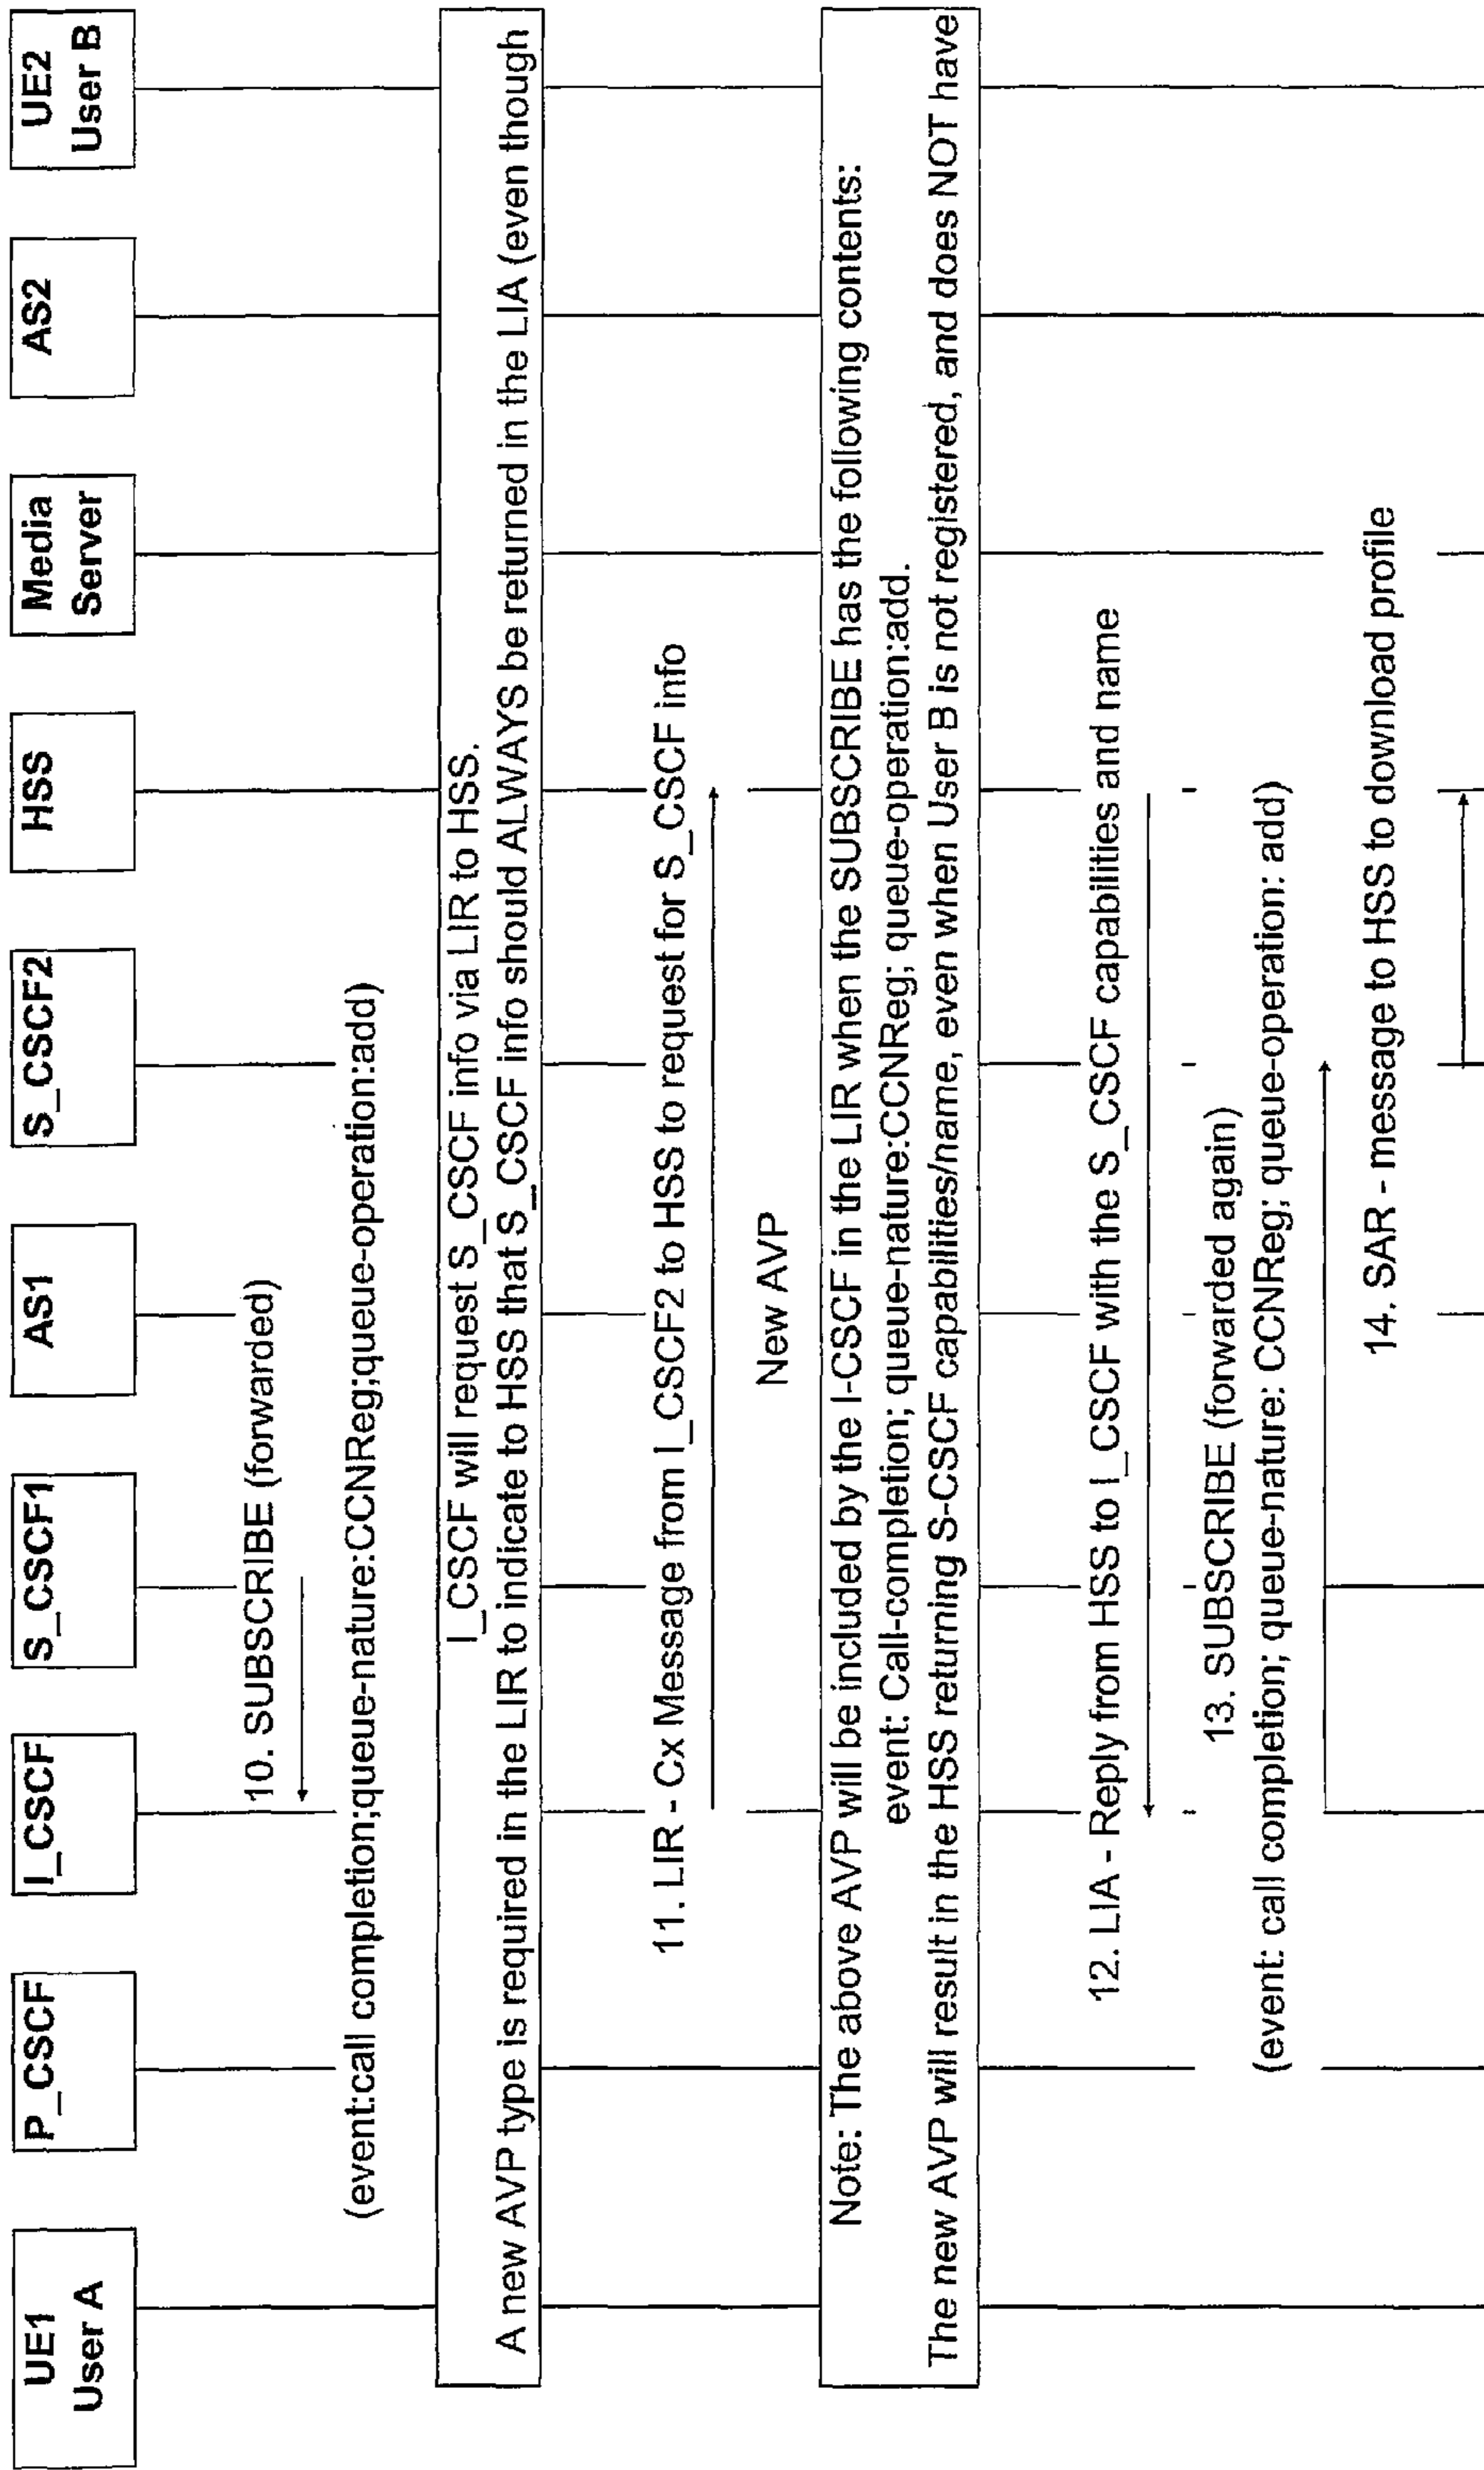 UE1
User A
P_CSCF
I_CSCF
S_CSCF1
AS1
S_CSCF2
HSS
Media
Server
AS2
UE2
User B
10. SUBSCRIBE (forwarded)
(event:call completion;queue-nature:CCNReg;queue-operation:add)
I_CSCF will request S_CSCF info via LIR to HSS.
A new AVP type is required in the LIR to indicate to HSS that S_CSCF info should ALWAYS be returned in the LIA (even though
11. LIR - Cx Message from I_CSCF2 to HSS to request for S_CSCF info
New AVP
Note: The above AVP will be included by the I-CSCF in the LIR when the SUBSCRIBE has the following contents:
event: Call-completion; queue-nature:CCNReg; queue-operation:add.
The new AVP will result in the HSS returning S-CSCF capabilities/name, even when User B is not registered, and does NOT have
12. LIA - Reply from HSS to I_CSCF with the S_CSCF capabilities and name
13. SUBSCRIBE (forwarded again)
(event: call completion; queue-nature: CCNReg; queue-operation: add)
14. SAR - message to HSS to download profile